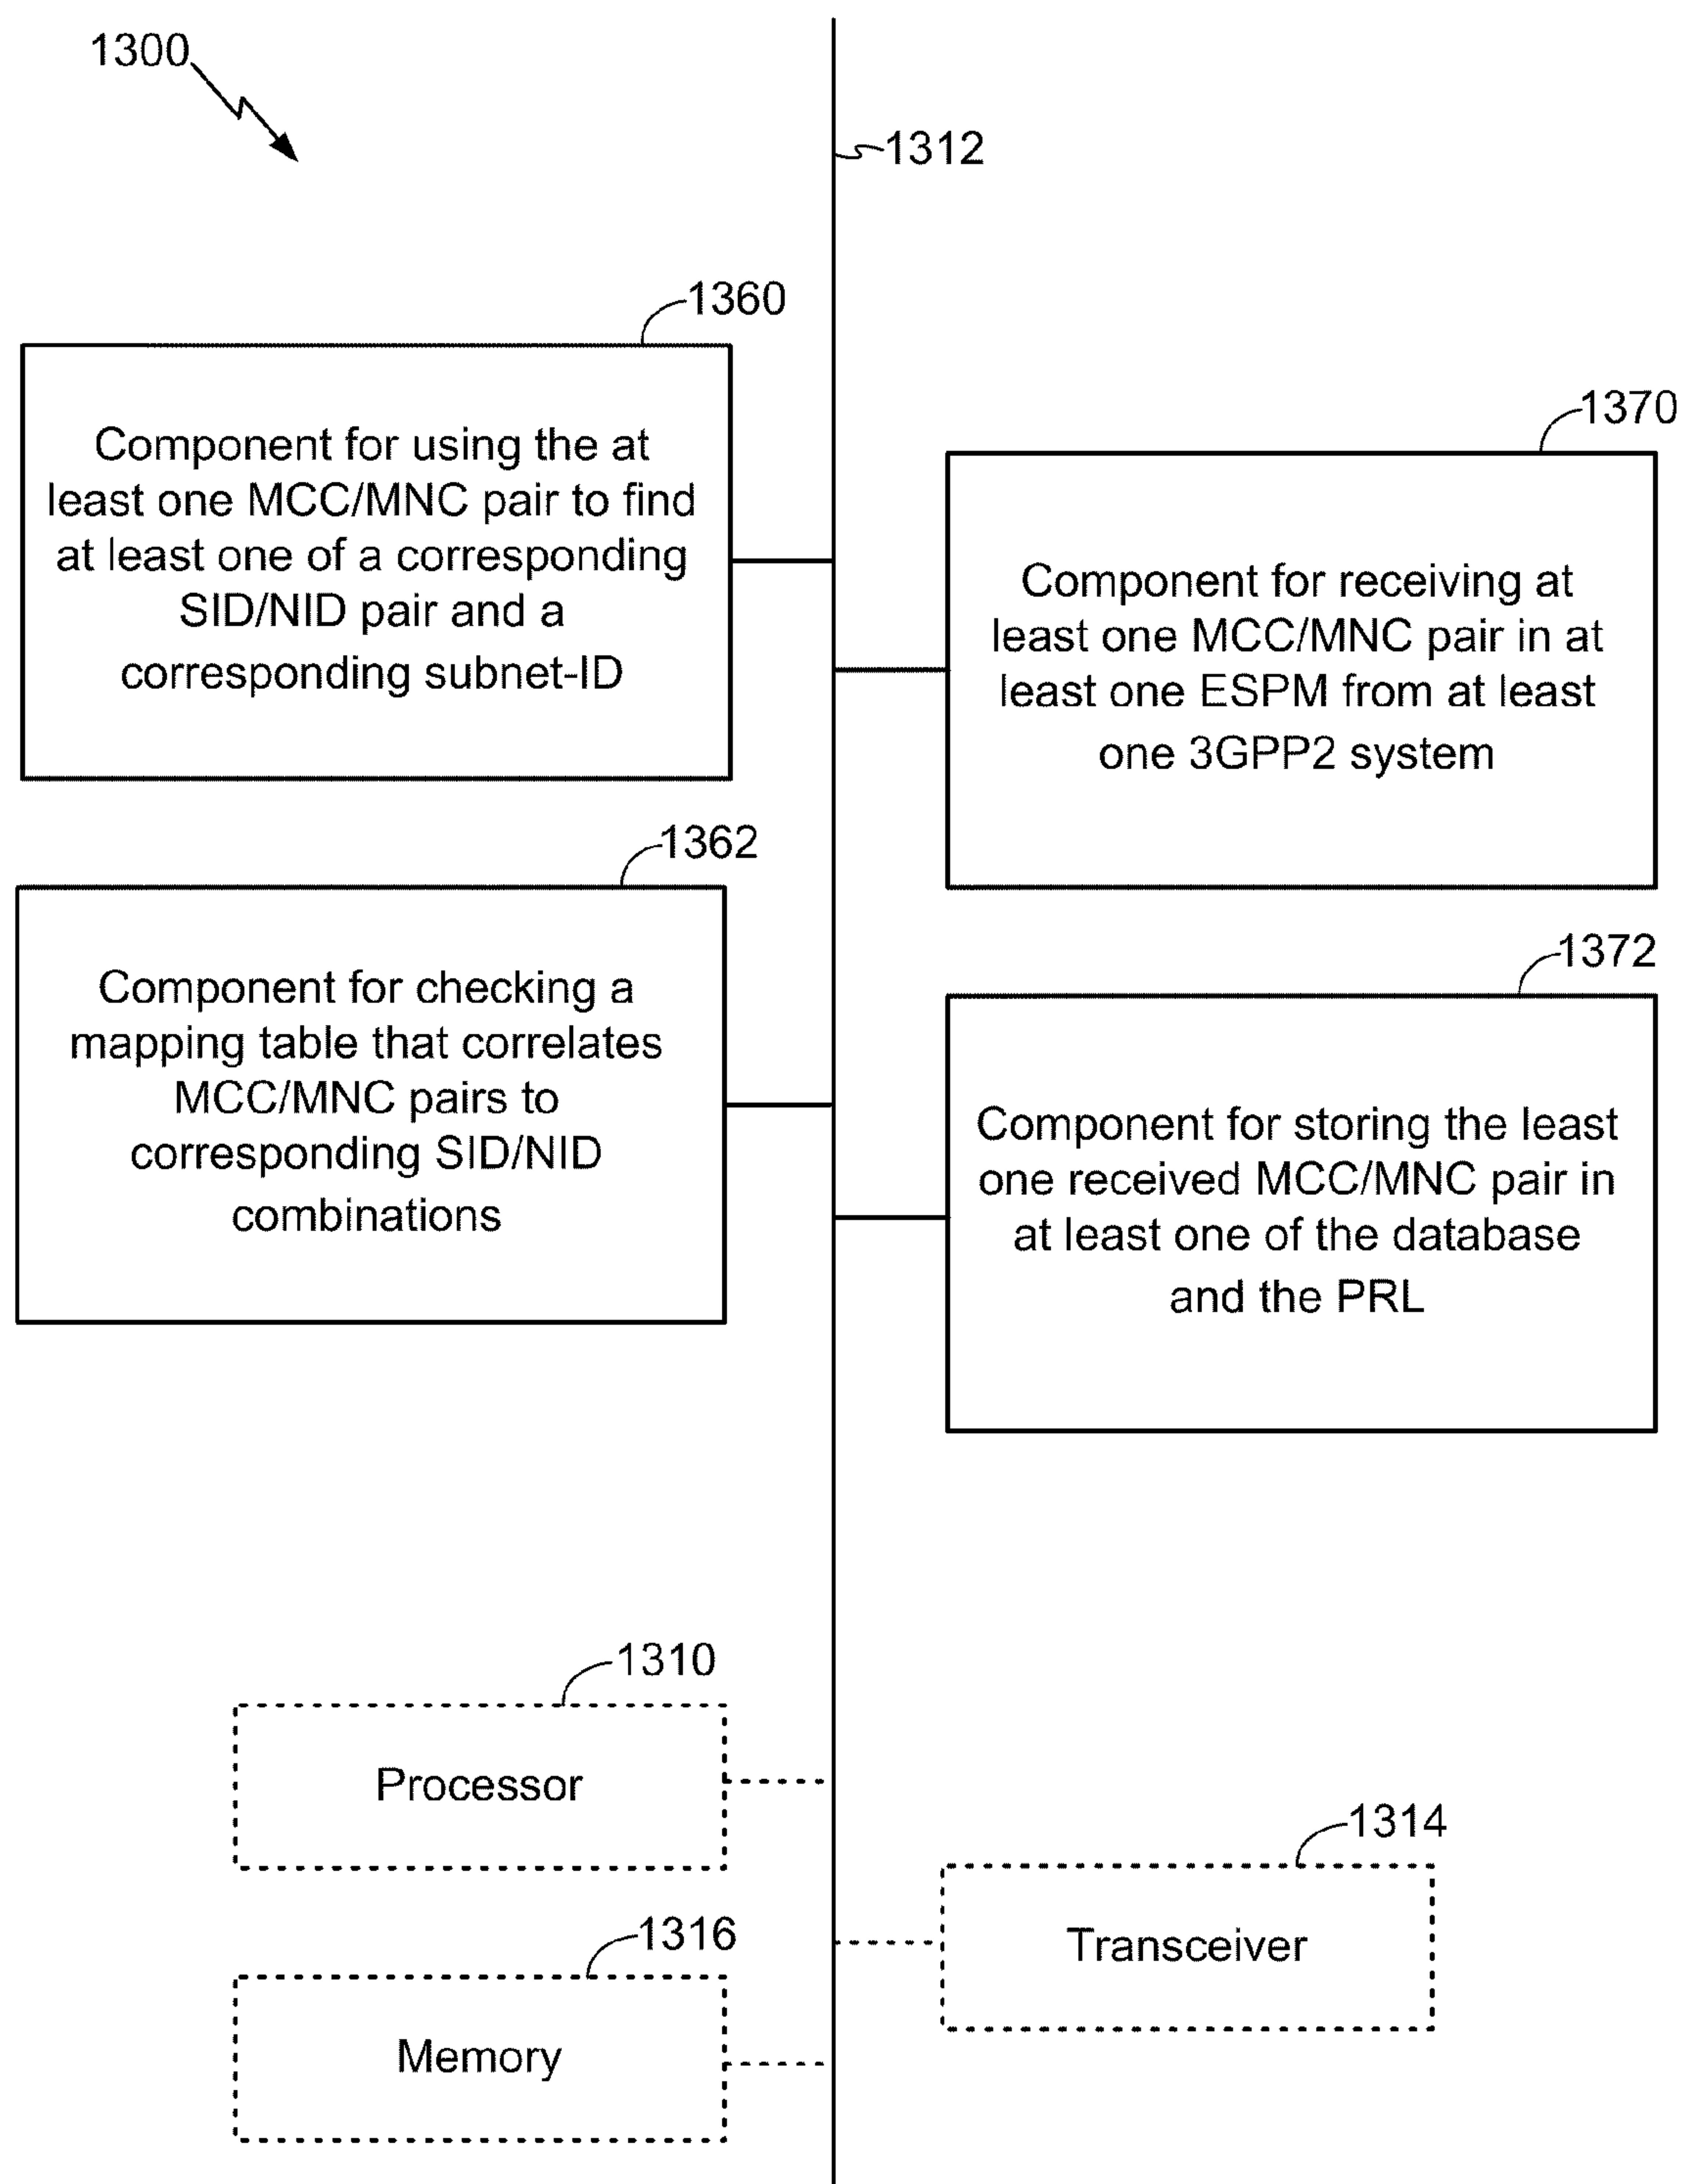 1300
1312
1360
Component for using the at
least one MCC/MNC pair to find
at least one of a corresponding
SID/NID pair and a
corresponding subnet-ID
1370
Component for receiving at
least one MCC/MNC pair in at
least one ESPM from at least
one 3GPP2 system
1362
Component for checking a
mapping table that correlates
MCC/MNC pairs to
corresponding SID/NID
combinations
1372
Component for storing the least
one received MCC/MNC pair in
at least one of the database
and the PRL
1310
Processor
1314
Transceiver
1316
Memory